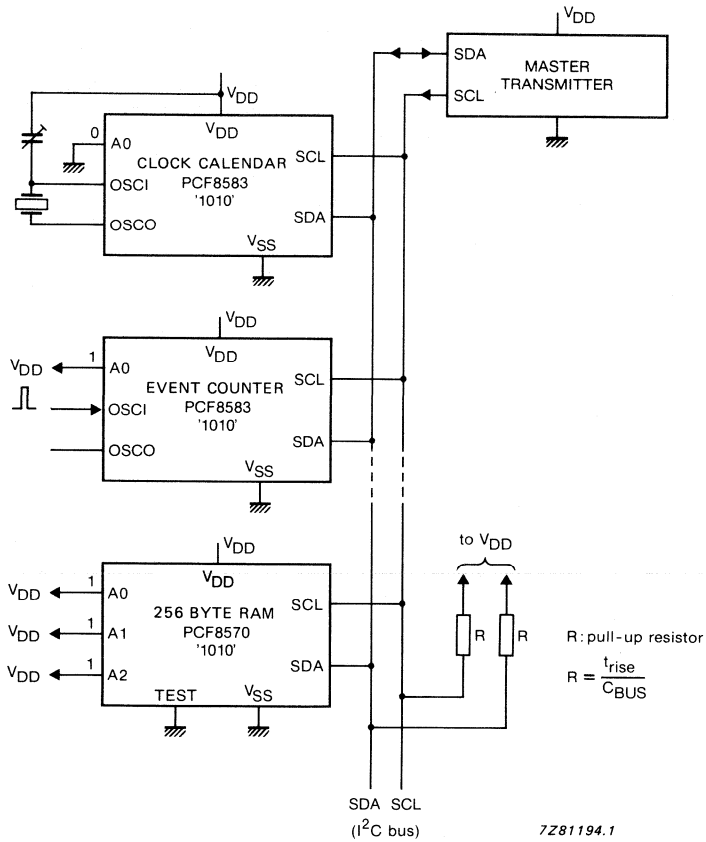 VDD
SDA
MASTER
TRANSMITTER
SCL
VDD
VDD
0
A0
CLOCK CALENDAR
PCF8583
'1010'
SCL
OSCI
SDA
OSCO
VSS
VDD
VDD
VDD
1
A0
EVENT COUNTER
PCF8583
'1010'
SCL
OSCI
SDA
OSCO
VSS
VDD
VDD
VDD
1
A0
256 BYTE RAM
PCF8570
'1010'
SCL
VDD
1
A1
VDD
1
A2
SDA
TEST
VSS
to VDD
R
R
R: pull-up resistor
R = trise
CBUS
SDA SCL
(I²C bus)
7Z81194.1